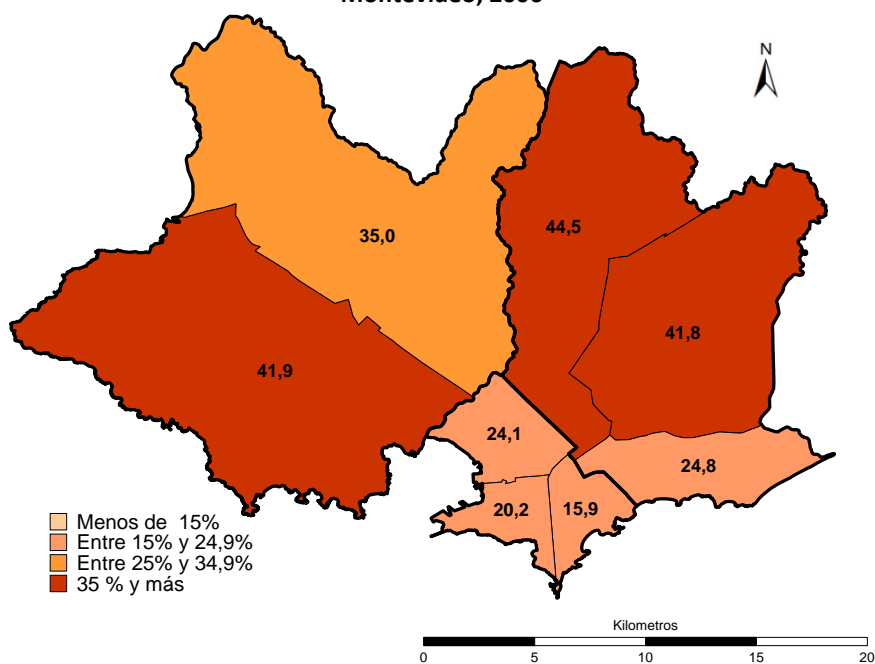 N
44,5
35,0
41,8
41,9
24,1
24,8
20,2
15,9
Menos de 15%
Entre 15% y 24,9%
Entre 25% y 34,9%
35 % y más
Kilometros
0 5 10 15 20